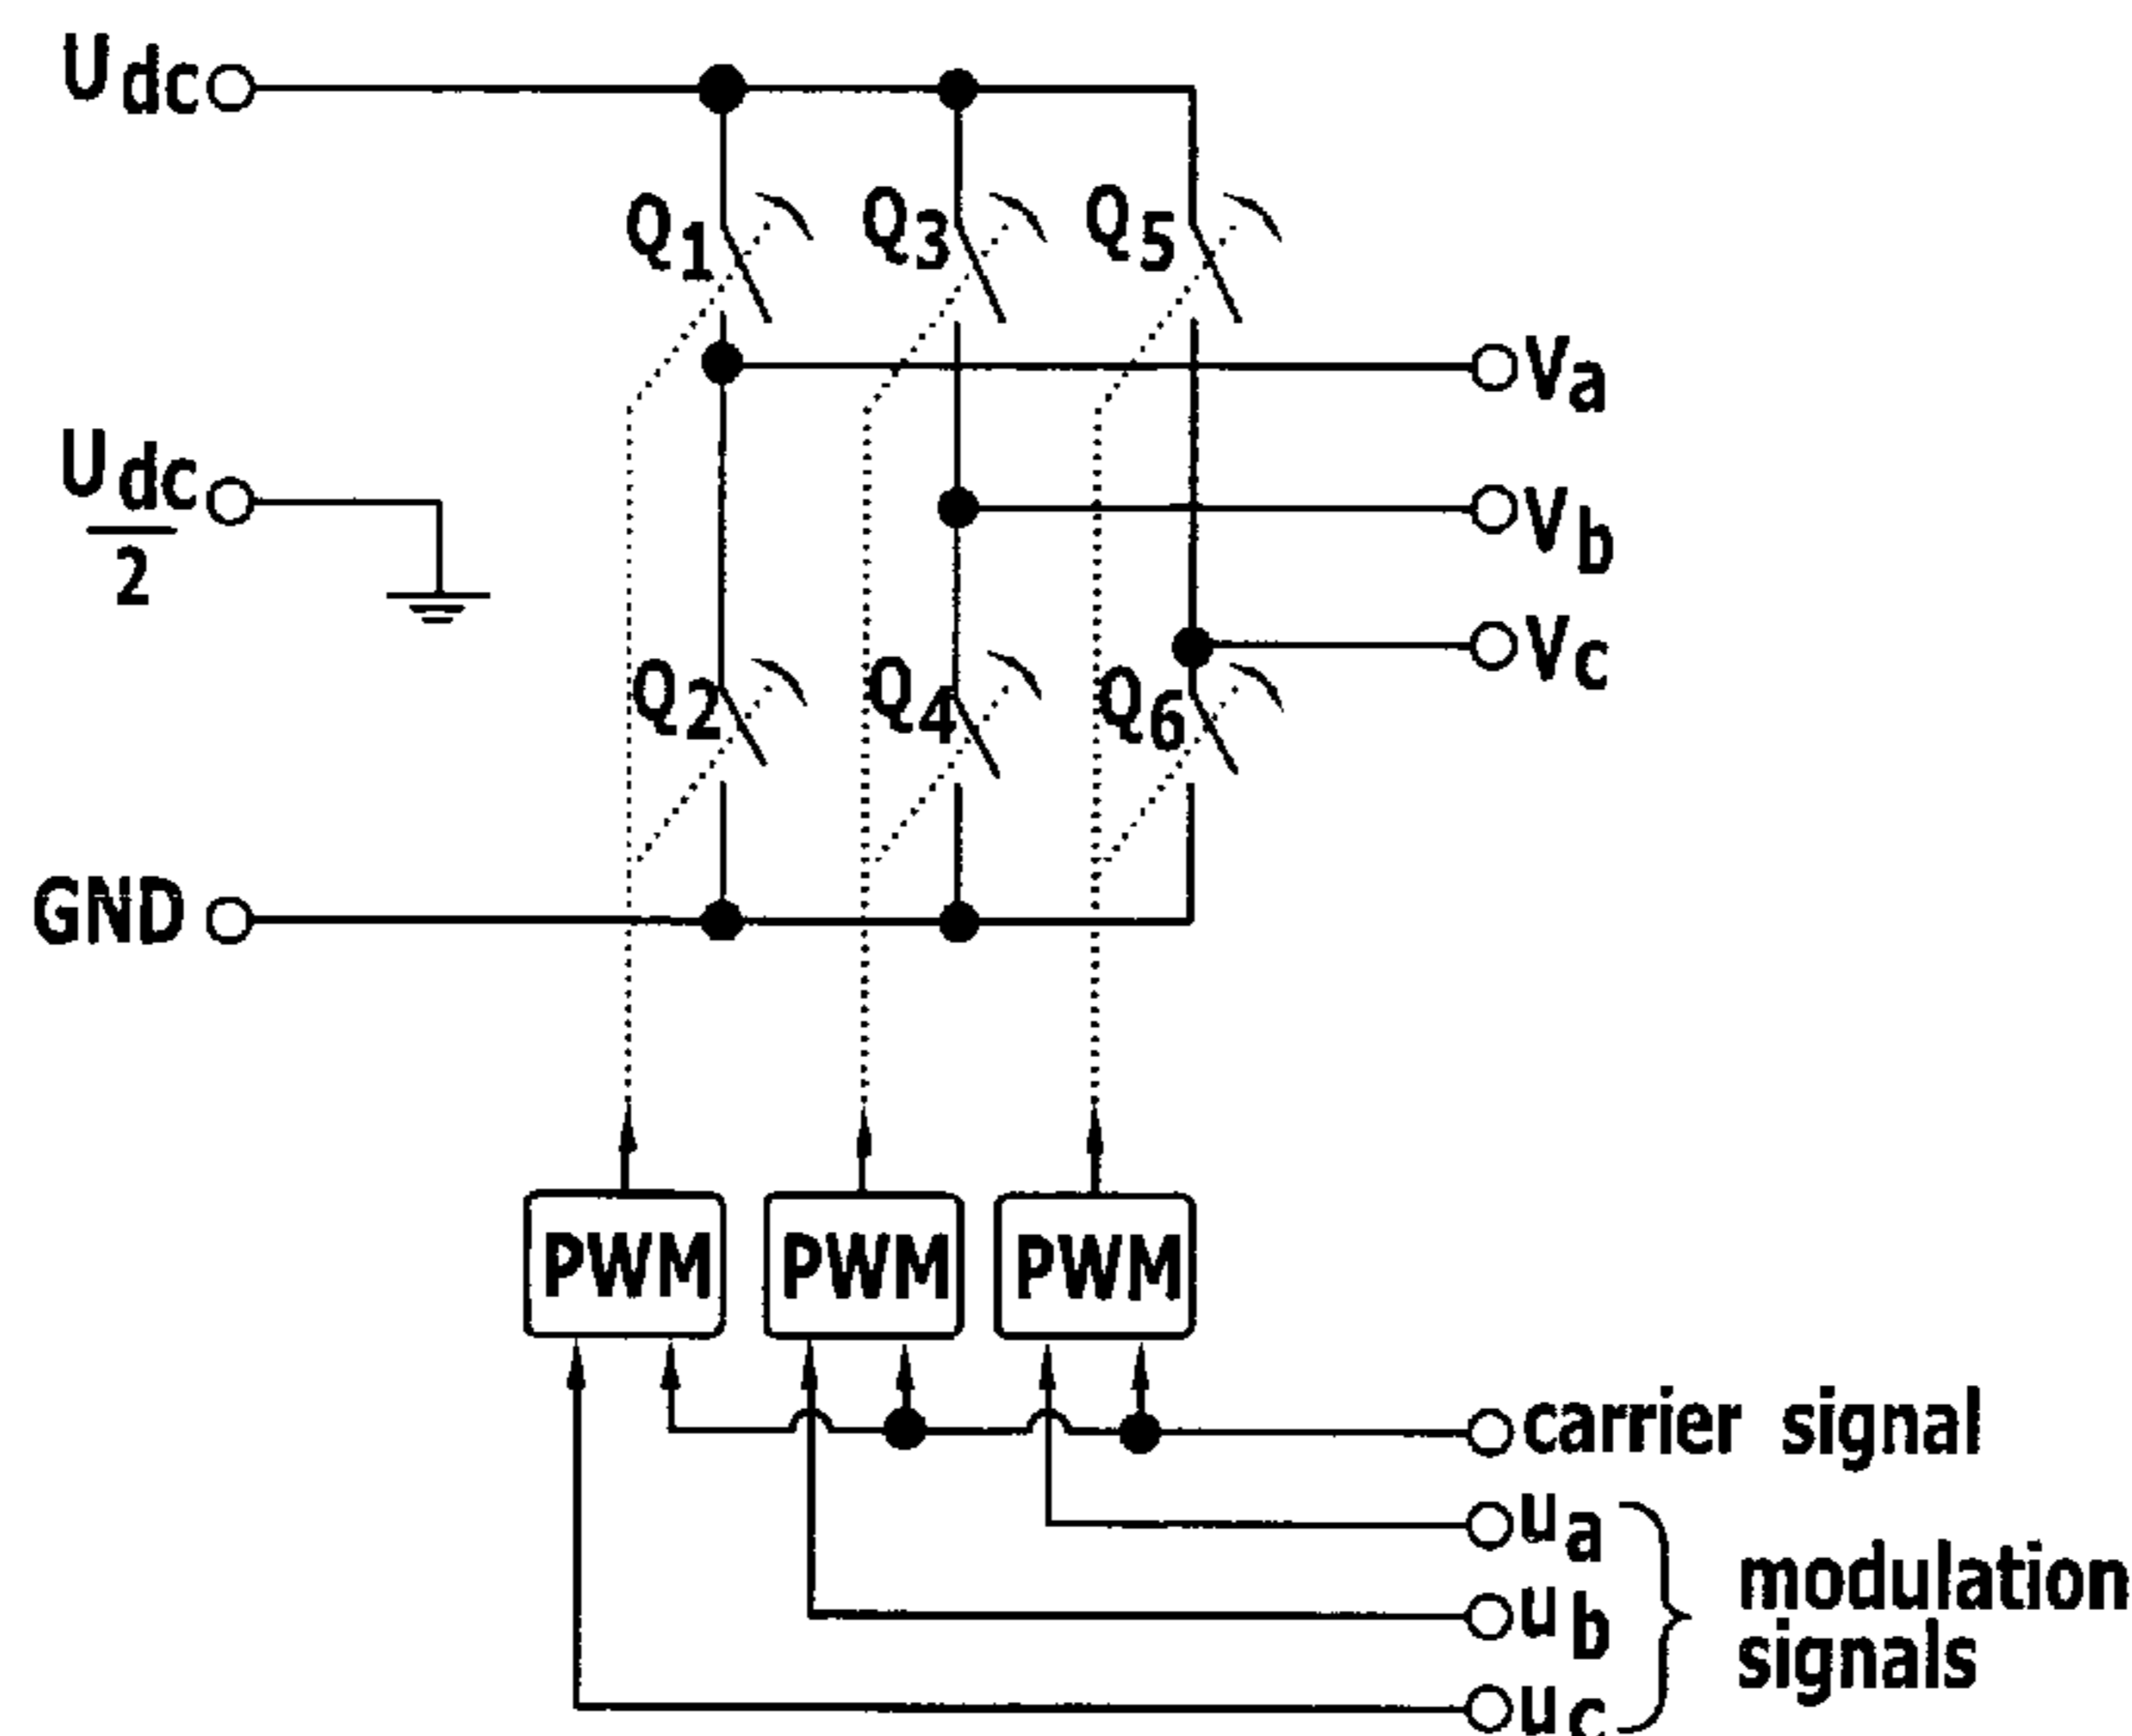 Udc
Q1
Q3
Q5
Va
Udc
2
Vb
Vc
Q2
Q4
Q6
GND
PWM
PWM
PWM
carrier signal
ua
ub
uc
modulation
signals